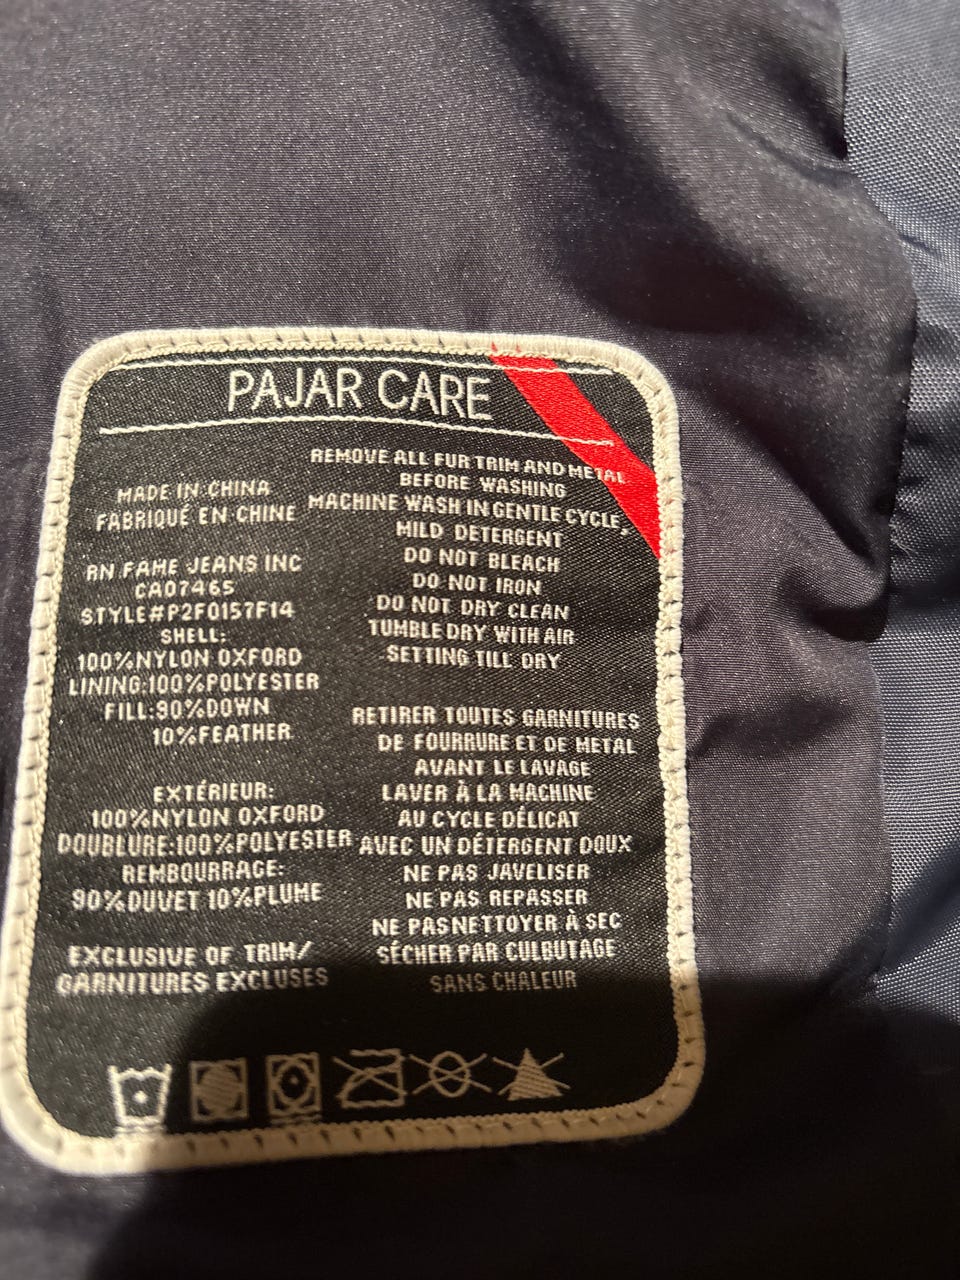 PAJAR CARE
MADE IN CHINA
FABRIQUÉ EN CHINE
RN FAME JEANS INC
CA07465
STYLE#P2F0157F14
SHELL:
100%NYLON OXFORD
LINING:100%POLYESTER
FILL:90%DOWN
10%FEATHER
EXTÉRIEUR:
100%NYLON OXFORD
DOUBLURE:100%POLYESTER
REMBOURRAGE:
90%DUVET 10%PLUME
EXCLUSIVE OF TRIM/
GARNITURES EXCLUSES
REMOVE ALL FUR TRIM AND METAL
BEFORE WASHING
MACHINE WASH IN GENTLE CYCLE,
MILD DETERGENT
DO NOT BLEACH
DO NOT IRON
DO NOT DRY CLEAN
TUMBLE DRY WITH AIR
SETTING TILL DRY
RETIRER TOUTES GARNITURES
DE FOURRURE ET DE METAL
AVANT LE LAVAGE
LAVER À LA MACHINE
AU CYCLE DÉLICAT
AVEC UN DÉTERGENT DOUX
NE PAS JAVELISER
NE PAS REPASSER
NE PAS NETTOYER À SEC
SÉCHER PAR CULBUTAGE
SANS CHALEUR